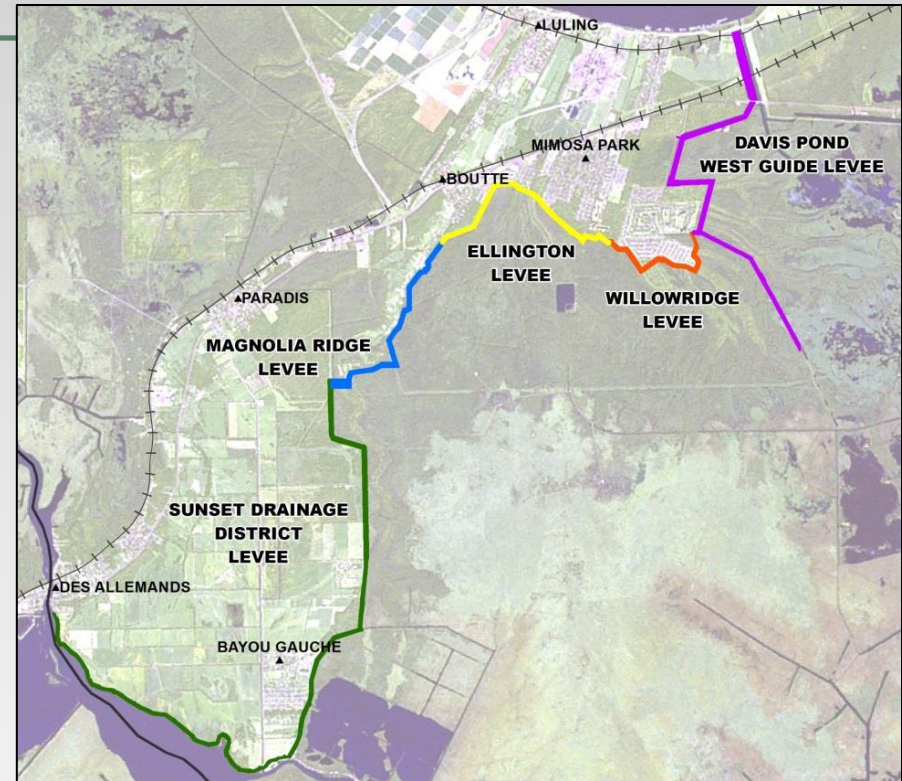 LULING
MIMOSA PARK
DAVIS POND
WEST GUIDE LEVEE
BOUTTE
ELLINGTON
LEVEE
WILLOWRIDGE
LEVEE
PARADIS
MAGNOLIA RIDGE
LEVEE
SUNSET DRAINAGE
DISTRICT
LEVEE
DES ALLEMANDS
BAYOU GAUCHE